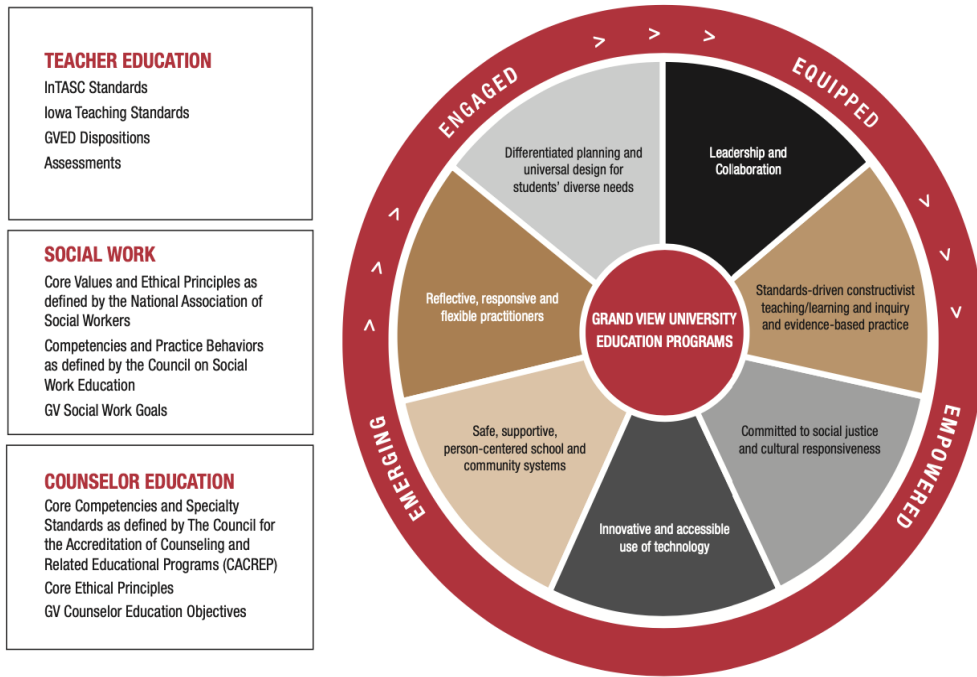 TEACHER EDUCATION
InTASC Standards
Iowa Teaching Standards
GVED Dispositions
Assessments
SOCIAL WORK
Core Values and Ethical Principles as
defined by the National Association of
Social Workers
Competencies and Practice Behaviors
as defined by the Council on Social
Work Education
GV Social Work Goals
COUNSELOR EDUCATION
Core Competencies and Specialty
Standards as defined by The Council for
the Accreditation of Counseling and
Related Educational Programs (CACREP)
Core Ethical Principles
GV Counselor Education Objectives
EMERGING
> > >
ENGAGED
> > >
EQUIPPED
> > >
EMPOWERED
Differentiated planning and
universal design for
students' diverse needs
Leadership and
Collaboration
Standards-driven constructivist
teaching/learning and inquiry
and evidence-based practice
Committed to social justice
and cultural responsiveness
Innovative and accessible
use of technology
Safe, supportive,
person-centered school and
community systems
Reflective, responsive and
flexible practitioners
GRAND VIEW UNIVERSITY
EDUCATION PROGRAMS